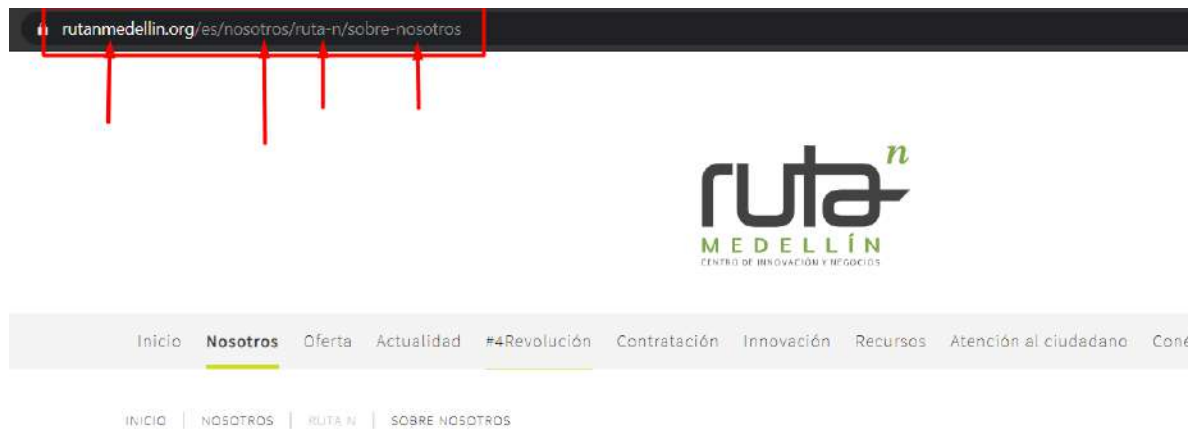 rutanmedellin.org/es/nosotros/ruta-n/sobre-nosotros
ruta n
MEDELLÍN
CENTRO DE INNOVACIÓN Y NEGOCIOS
Inicio Nosotros Oferta Actualidad #4Revolución Contratación Innovación Recursos Atención al ciudadano Coné
INICIO | NOSOTROS | RUTA N | SOBRE NOSOTROS